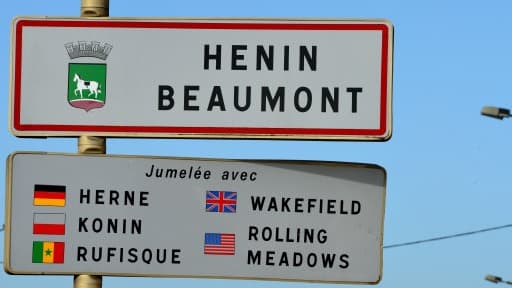 HENIN
BEAUMONT
Jumelée avec
HERNE
KONIN
RUFISQUE
WAKEFIELD
ROLLING
MEADOWS